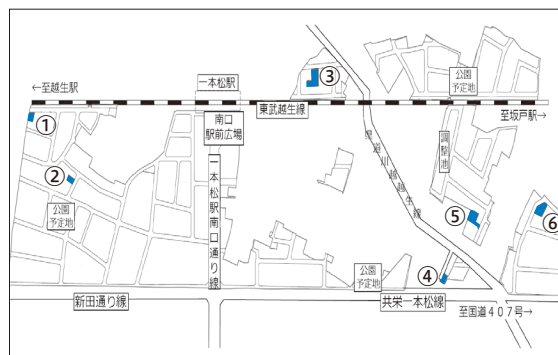 ←至越生駅
一本松駅
③
公園
予定地
東武越生線
至坂戸駅→
①
南口
駅前広場
県道川越越生線
調整池
②
一本松駅南口通り線
公園
予定地
⑤
⑥
公園
予定地
④
新田通り線
共栄一本松線
至国道407号→